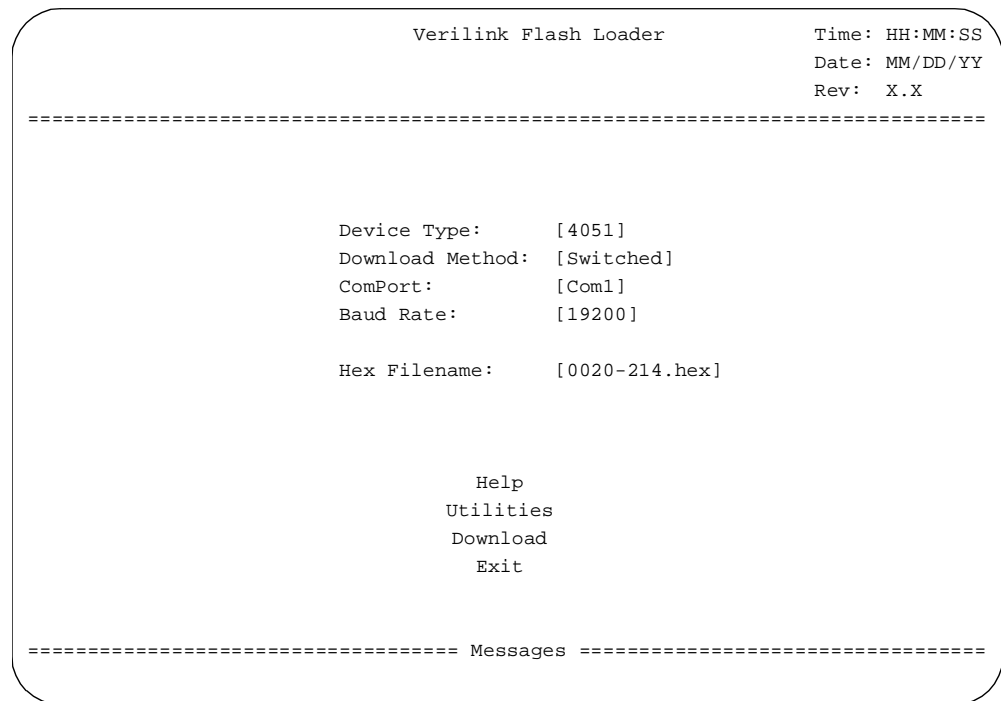 Verilink Flash Loader Time: HH:MM:SS
Date: MM/DD/YY
Rev: X.X
================================================================================
Device Type: [4051]
Download Method: [Switched]
ComPort: [Com1]
Baud Rate: [19200]
Hex Filename: [0020-214.hex]
Help
Utilities
Download
Exit
==================================== Messages ==================================